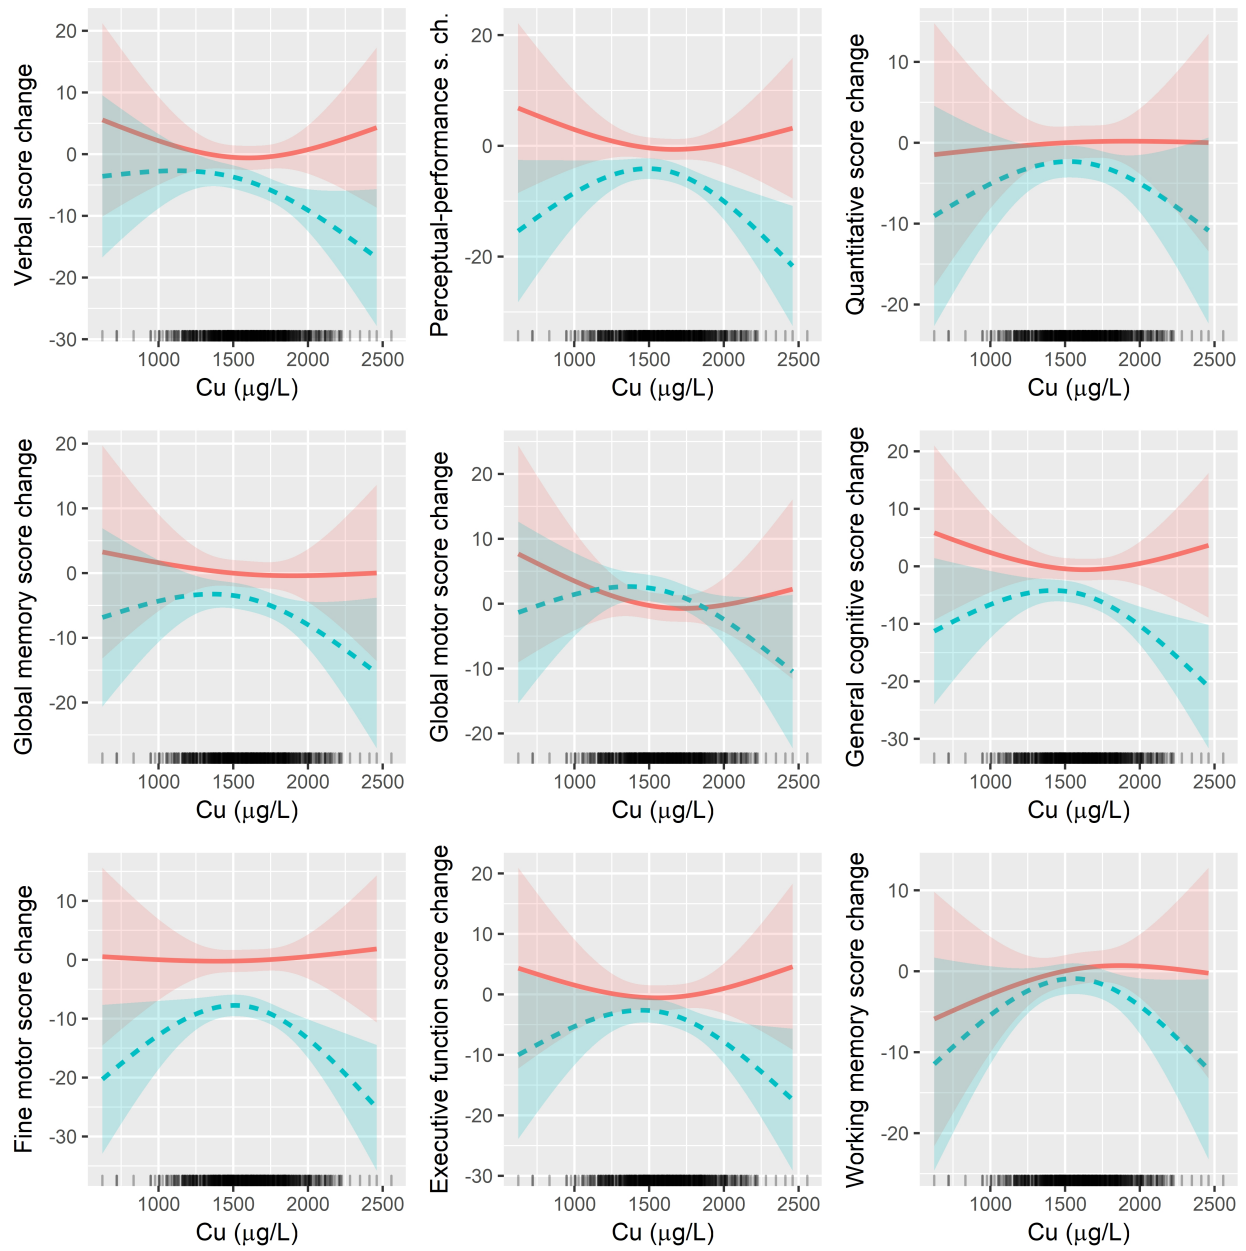 Verbal score change
20
10
0
-10
-20
-30
1000 1500 2000 2500
Cu (μg/L)
Perceptual-performance s. ch.
20
0
-20
1000 1500 2000 2500
Cu (μg/L)
Quantitative score change
10
0
-10
-20
1000 1500 2000 2500
Cu (μg/L)
Global memory score change
20
10
0
-10
-20
1000 1500 2000 2500
Cu (μg/L)
Global motor score change
20
10
0
-10
-20
1000 1500 2000 2500
Cu (μg/L)
General cognitive score change
20
10
0
-10
-20
-30
1000 1500 2000 2500
Cu (μg/L)
Fine motor score change
10
0
-10
-20
-30
1000 1500 2000 2500
Cu (μg/L)
Executive function score change
20
10
0
-10
-20
-30
1000 1500 2000 2500
Cu (μg/L)
Working memory score change
10
0
-10
-20
1000 1500 2000 2500
Cu (μg/L)